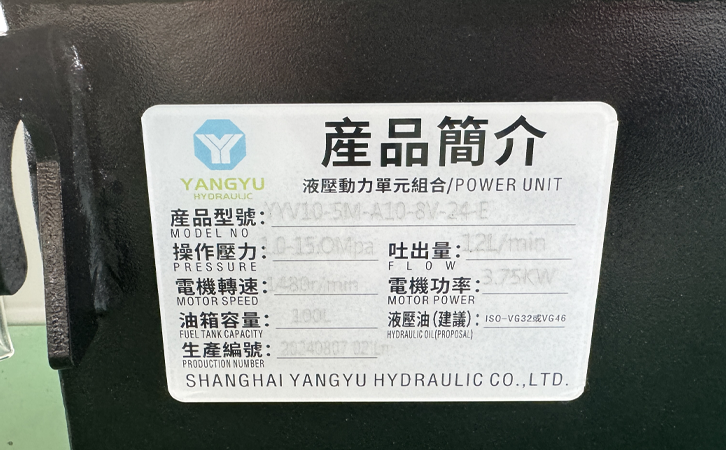 産品簡介
YANGYU
HYDRAULIC
液壓動力單元組合/POWER UNIT
産品型號: YYV10-5M-A10-8V-24-E
MODEL NO
操作壓力: 15.0Mpa 吐出量: 12L/min
PRESSURE FLOW
電機轉速: 1480r/min 電機功率: 3.75KW
MOTOR SPEED MOTOR POWER
油箱容量: 100L 液壓油(建議): ISO-VG32或VG46
FUEL TANK CAPACITY HYDRAULIC OIL(PROPOSAL)
生產編號: 20240807
PRODUCTION NUMBER
SHANGHAI YANGYU HYDRAULIC CO.,LTD.